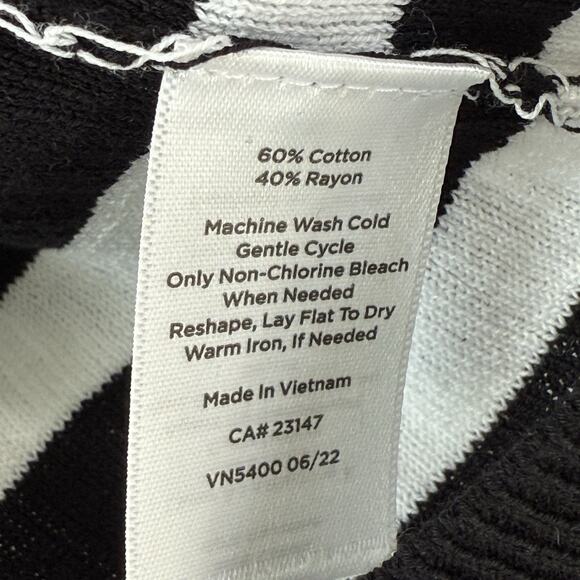 60% Cotton
40% Rayon
Machine Wash Cold
Gentle Cycle
Only Non-Chlorine Bleach
When Needed
Reshape, Lay Flat To Dry
Warm Iron, If Needed
Made In Vietnam
CA# 23147
VN5400 06/22